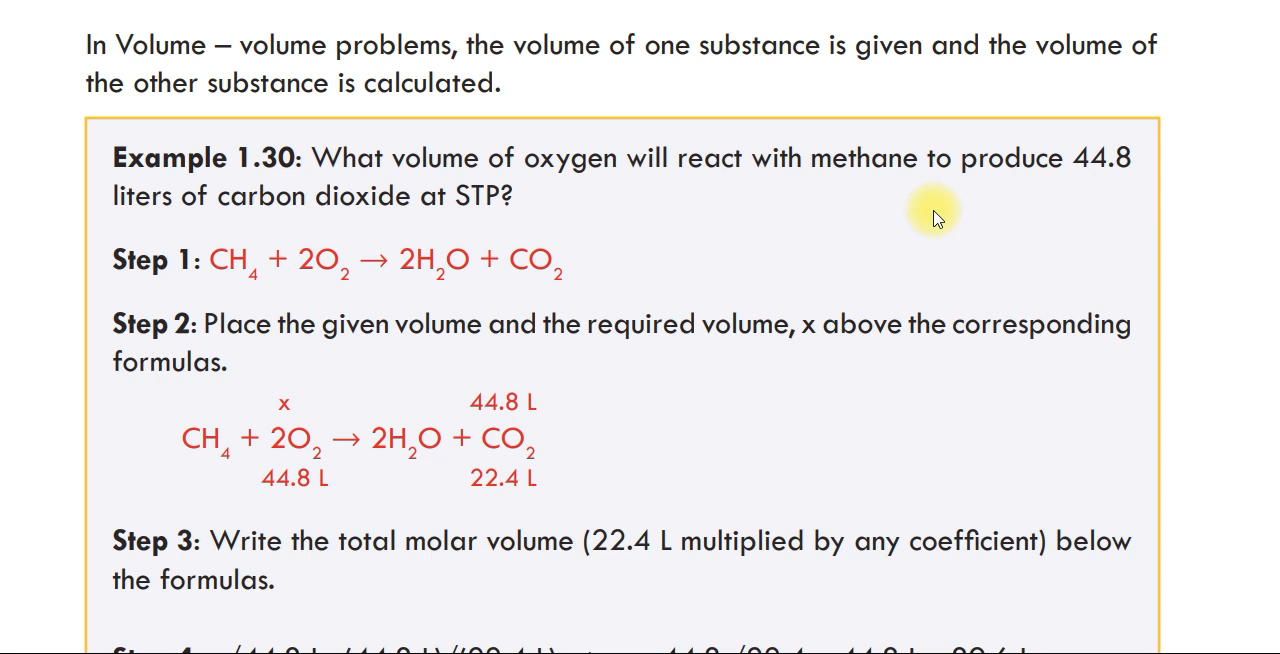 In Volume – volume problems, the volume of one substance is given and the volume of
the other substance is calculated.
Example 1.30: What volume of oxygen will react with methane to produce 44.8
liters of carbon dioxide at STP?
Step 1: CH₄ + 2O₂ → 2H₂O + CO₂
Step 2: Place the given volume and the required volume, x above the corresponding
formulas.
x 44.8 L
CH₄ + 2O₂ → 2H₂O + CO₂
44.8 L 22.4 L
Step 3: Write the total molar volume (22.4 L multiplied by any coefficient) below
the formulas.